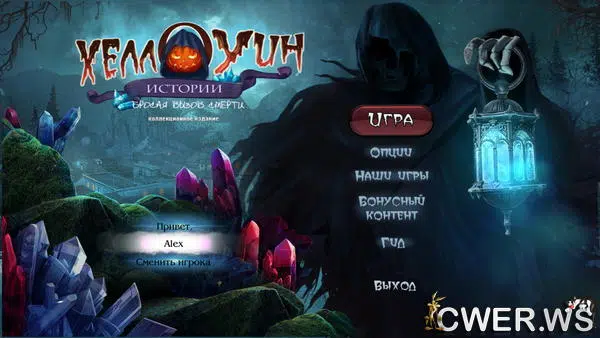 ХЕЛЛОУИН
ИСТОРИИ
БРОСАЯ ВЫЗОВ СМЕРТИ
КОЛЛЕКЦИОННОЕ ИЗДАНИЕ
Игра
Опции
Наши игры
Бонусный
контент
Гид
Выход
Привет,
Alex
Сменить игрока
CWER.WS